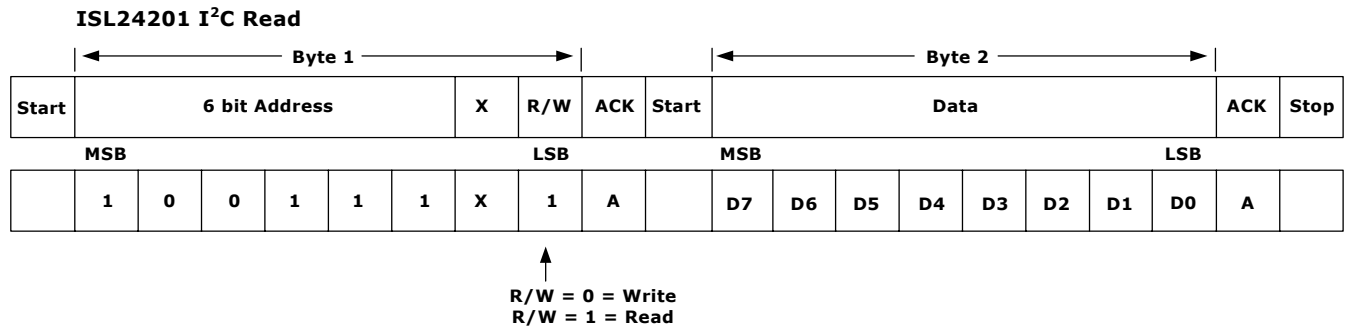 ISL24201 I²C Read
Byte 1 Byte 2
Start 6 bit Address X R/W ACK Start Data ACK Stop
MSB LSB MSB LSB
1 0 0 1 1 1 X 1 A D7 D6 D5 D4 D3 D2 D1 D0 A
R/W = 0 = Write
R/W = 1 = Read